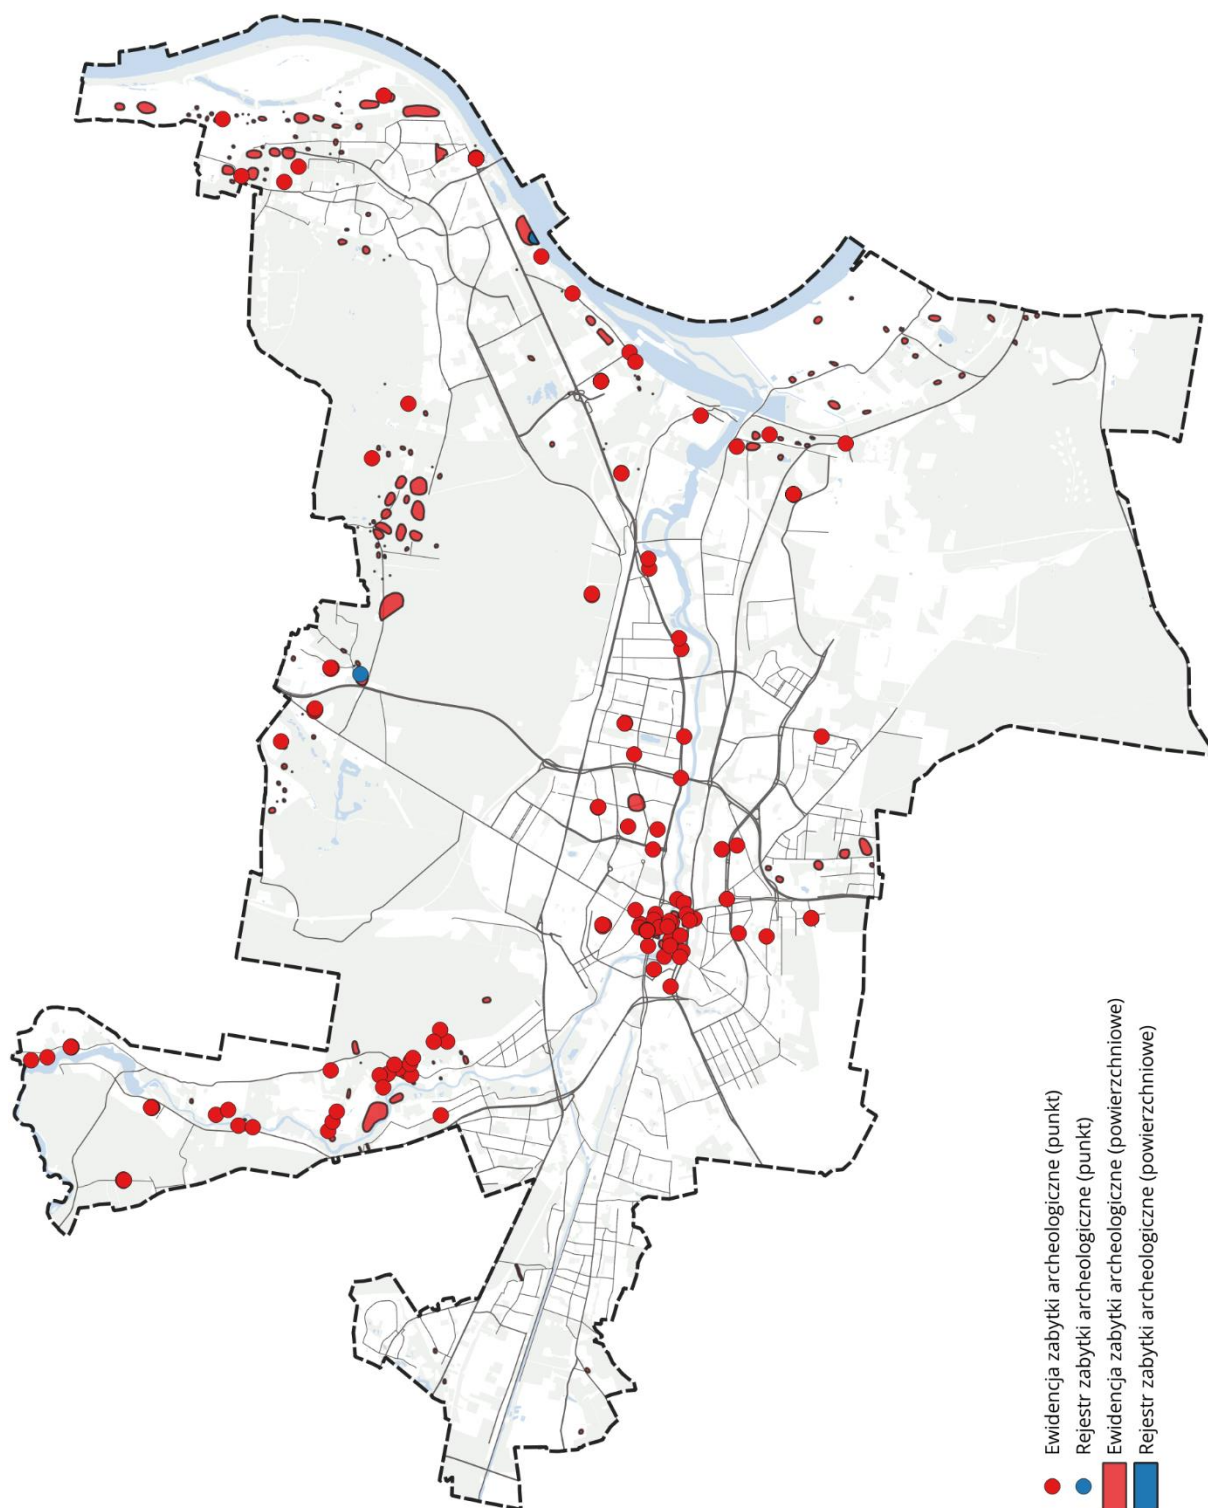 Ewidencja zabytki archeologiczne (punkt)
Rejestr zabytki archeologiczne (punkt)
Ewidencja zabytki archeologiczne (powierzchniowe)
Rejestr zabytki archeologiczne (powierzchniowe)